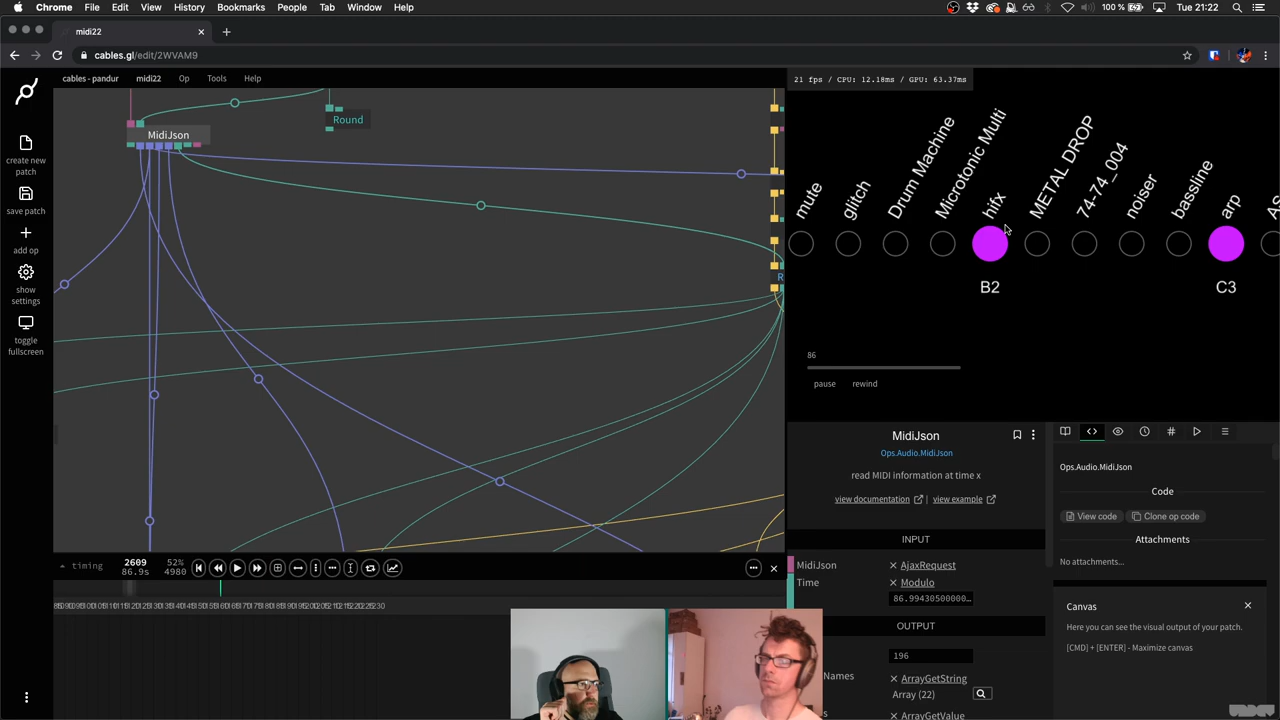 Chrome File Edit View History Bookmarks People Tab Window Help 100 % Tue 21:22
midi22
cables.gl/edit/2WVAM9
cables - pandur midi22 Op Tools Help
21 fps / CPU: 12.18ms / GPU: 63.37ms
create new
patch
save patch
add op
show
settings
toggle
fullscreen
MidiJson
Round
mute
glitch
Drum Machine
Microtonic Multi
hifx
METAL DROP
74-74_004
noiser
bassline
arp
AS
B2
C3
86
pause rewind
MidiJson
Ops.Audio.MidiJson
read MIDI information at time x
view documentation | view example
INPUT
MidiJson × AjaxRequest
Time × Modulo
86.99430500000...
OUTPUT
196
Names × ArrayGetString
Array (22)
× ArrayGetValue
Ops.Audio.MidiJson
Code
View code Clone op code
Attachments
No attachments...
Canvas
Here you can see the visual output of your patch.
[CMD] + [ENTER] - Maximize canvas
timing 2609 52%
86.9s 4980